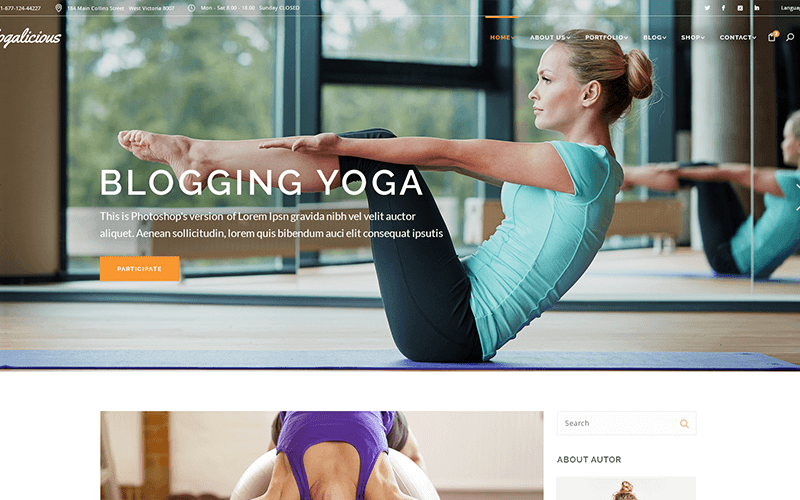 1-677-124-44227 184 Main Collins Street . West Victoria 8007 Mon - Sat 8.00 - 18.00 . Sunday CLOSED Langua
ogalicious HOME ABOUT US PORTFOLIO BLOG SHOP CONTACT
BLOGGING YOGA
This is Photoshop's version of Lorem Ipsn gravida nibh vel velit auctor
aliquet. Aenean sollicitudin, lorem quis bibendum auci elit consequat ipsutis
PARTICIPATE
Search
ABOUT AUTOR